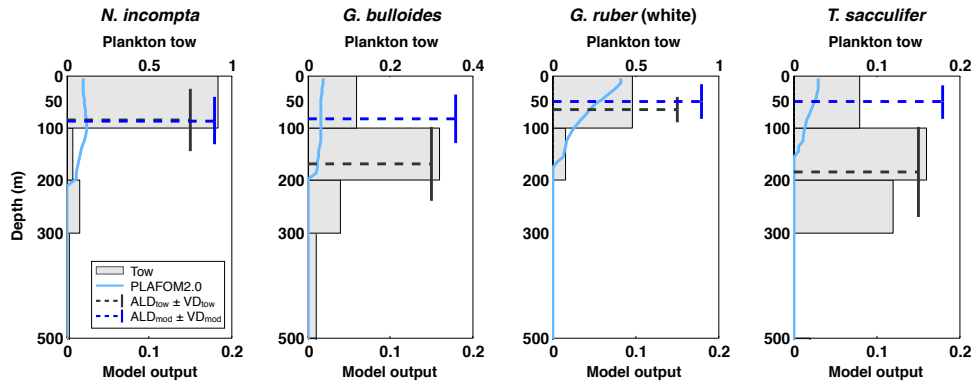 N. incompta
G. bulloides
G. ruber (white)
T. sacculifer
Plankton tow
Plankton tow
Plankton tow
Plankton tow
0 0.5 1
0 0.2 0.4
0 0.5 1
0 0.1 0.2
0
50
100
200
300
500
0
50
100
200
300
500
0
50
100
200
300
500
0
50
100
200
300
500
Depth (m)
Tow
PLAFOM2.0
ALDtow ± VDtow
ALDmod ± VDmod
0 0.1 0.2
0 0.1 0.2
0 0.1 0.2
0 0.1 0.2
Model output
Model output
Model output
Model output